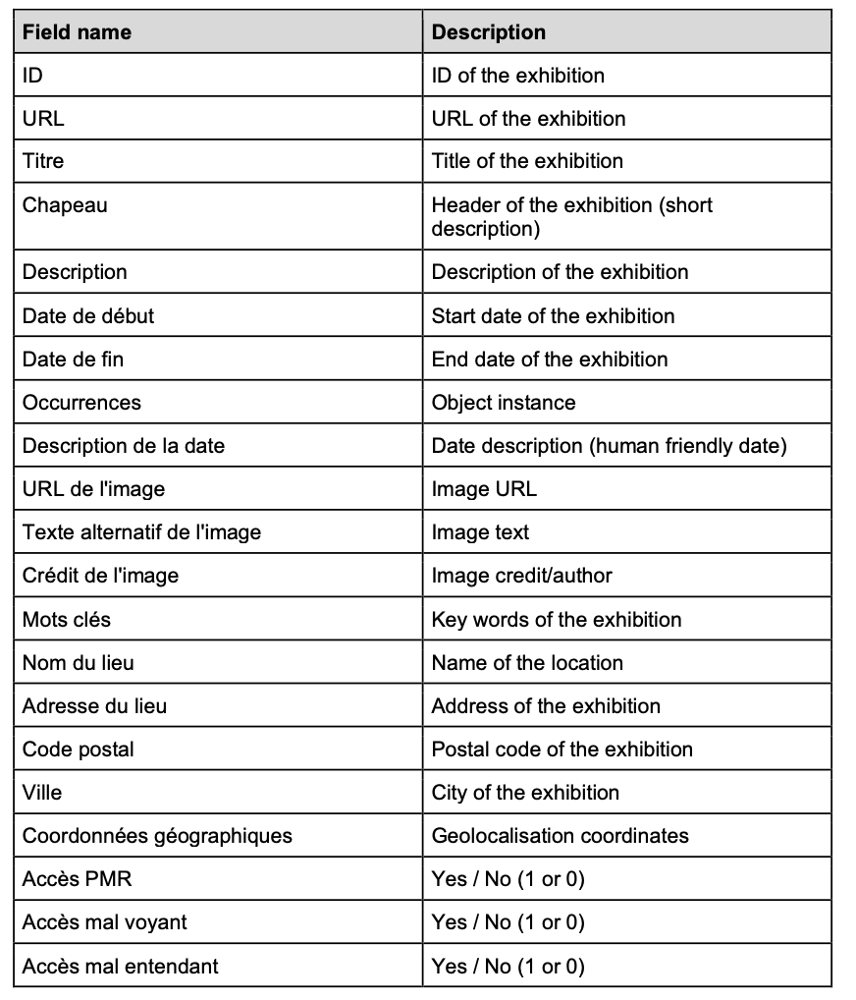 Field name Description
ID ID of the exhibition
URL URL of the exhibition
Titre Title of the exhibition
Chapeau Header of the exhibition (short
description)
Description Description of the exhibition
Date de début Start date of the exhibition
Date de fin End date of the exhibition
Occurrences Object instance
Description de la date Date description (human friendly date)
URL de l'image Image URL
Texte alternatif de l'image Image text
Crédit de l'image Image credit/author
Mots clés Key words of the exhibition
Nom du lieu Name of the location
Adresse du lieu Address of the exhibition
Code postal Postal code of the exhibition
Ville City of the exhibition
Coordonnées géographiques Geolocalisation coordinates
Accès PMR Yes / No (1 or 0)
Accès mal voyant Yes / No (1 or 0)
Accès mal entendant Yes / No (1 or 0)